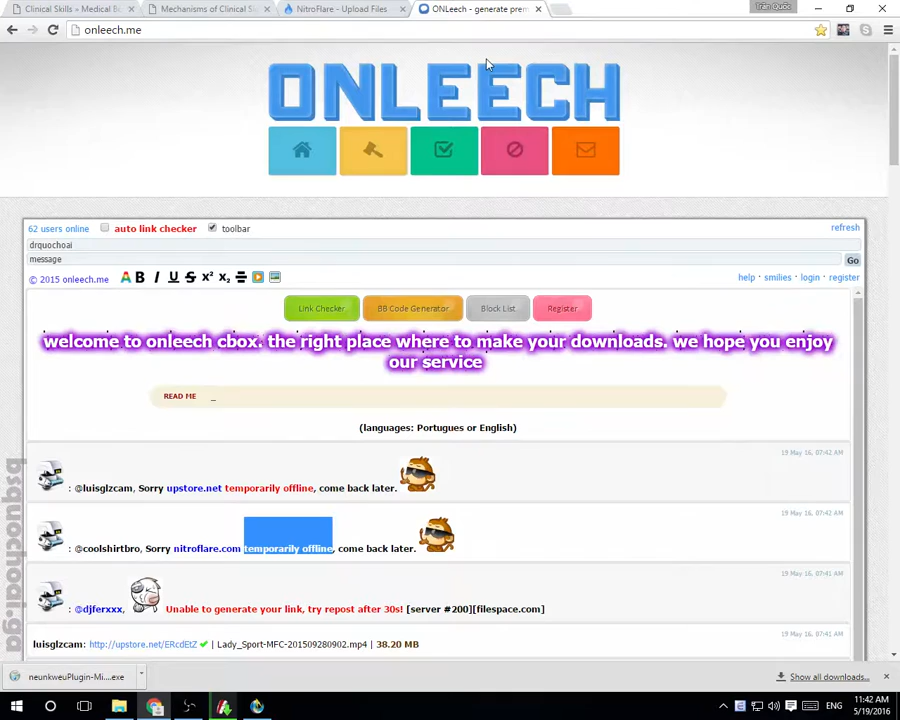 Clinical Skills » Medical Bo
Mechanisms of Clinical Si
NitroFlare - Upload Files
ONLeech - generate prem
Trần Quốc
onleech.me
ONLEECH
62 users online
auto link checker
toolbar
refresh
drquochoai
message
Go
© 2015 onleech.me
A B I U S x² x₂
help · smilies · login · register
Link Checker
BB Code Generator
Block List
Register
welcome to onleech cbox. the right place where to make your downloads. we hope you enjoy
our service
READ ME _
(languages: Portugues or English)
19 May 16, 07:42 AM
: @luisglzcam, Sorry upstore.net temporarily offline, come back later.
19 May 16, 07:42 AM
: @coolshirtbro, Sorry nitroflare.com temporarily offline, come back later.
19 May 16, 07:41 AM
: @djferxxx, Unable to generate your link, try repost after 30s! [server #200][filespace.com]
19 May 16, 07:41 AM
luisglzcam: http://upstore.net/ERcdEtZ | Lady_Sport-MFC-201509280902.mp4 | 38.20 MB
bsquochoai.ga
neunkweuPlugin-Mi....exe
Show all downloads...
ENG
11:42 AM
5/19/2016